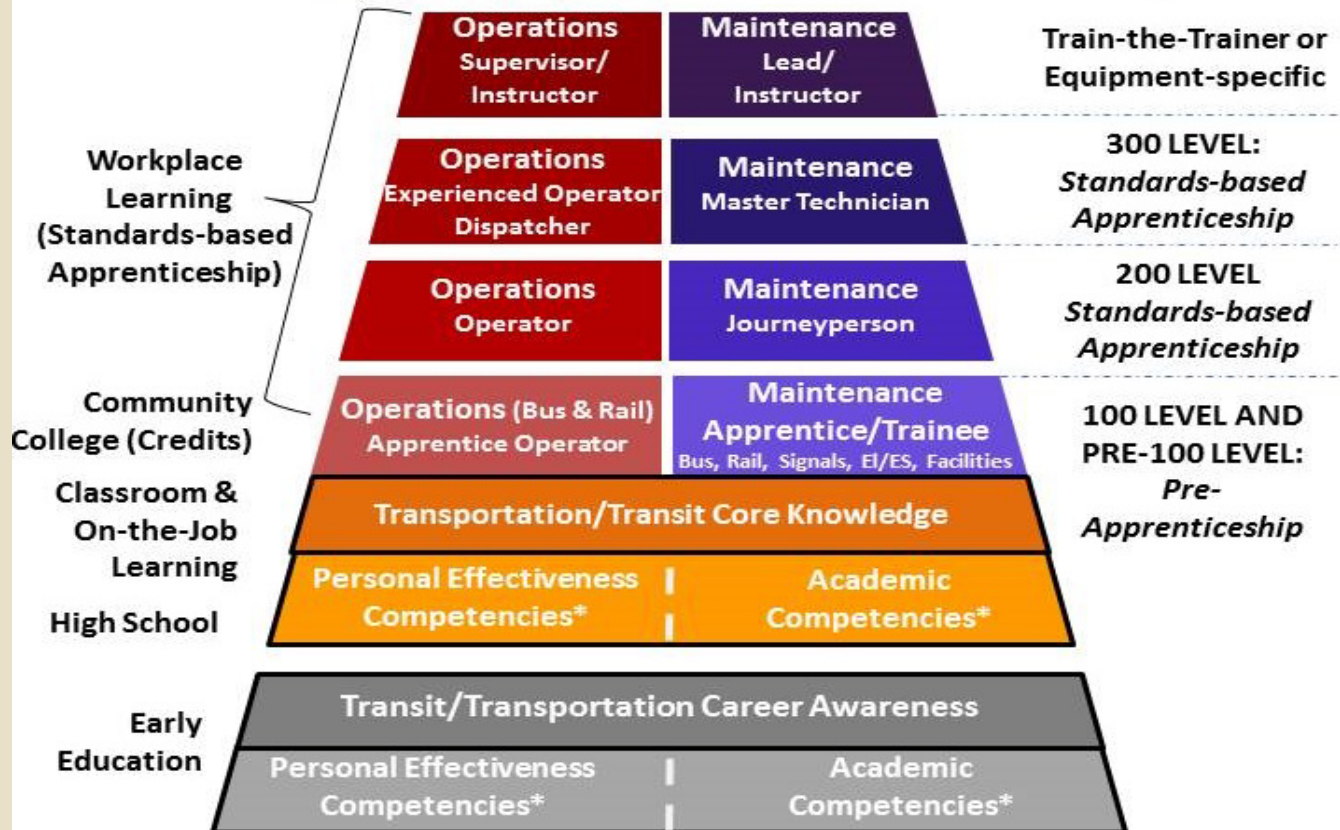 Operations
Supervisor/
Instructor
Maintenance
Lead/
Instructor
Train-the-Trainer or
Equipment-specific
Workplace
Learning
(Standards-based
Apprenticeship)
Operations
Experienced Operator
Dispatcher
Maintenance
Master Technician
300 LEVEL:
Standards-based
Apprenticeship
Operations
Operator
Maintenance
Journeyperson
200 LEVEL
Standards-based
Apprenticeship
Community
College (Credits)
Operations (Bus & Rail)
Apprentice Operator
Maintenance
Apprentice/Trainee
Bus, Rail, Signals, El/ES, Facilities
100 LEVEL AND
PRE-100 LEVEL:
Pre-
Apprenticeship
Classroom &
On-the-Job
Learning
Transportation/Transit Core Knowledge
High School
Personal Effectiveness
Competencies*
Academic
Competencies*
Early
Education
Transit/Transportation Career Awareness
Personal Effectiveness
Competencies*
Academic
Competencies*